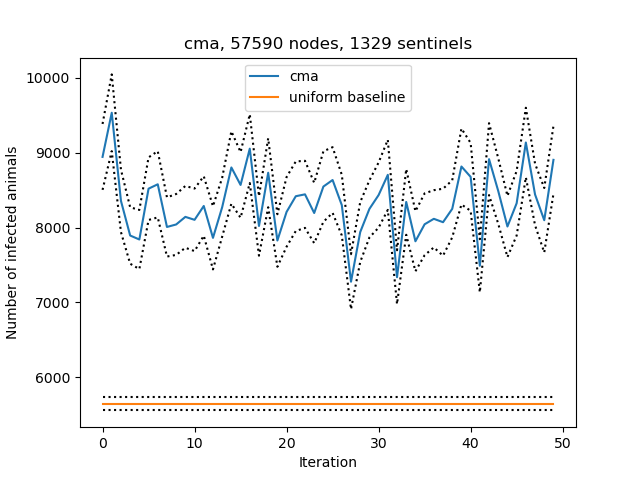 cma, 57590 nodes, 1329 sentinels
cma
uniform baseline
Number of infected animals
10000
9000
8000
7000
6000
0 10 20 30 40 50
Iteration